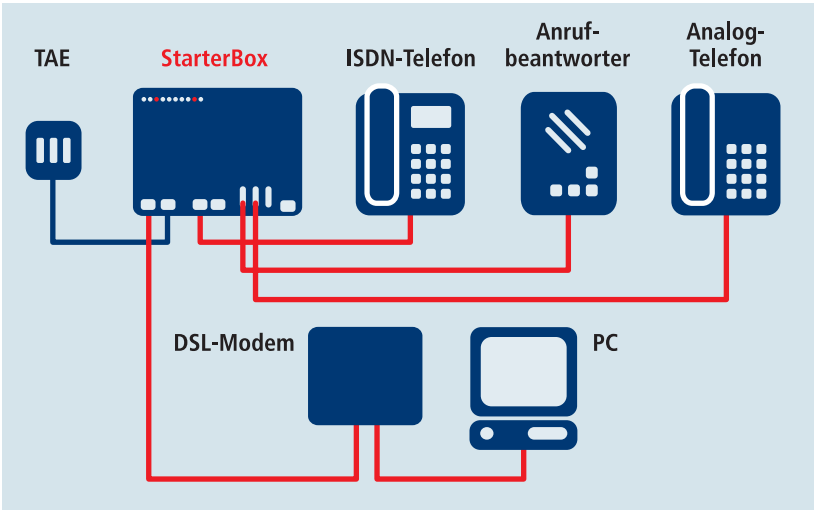 TAE
StarterBox
ISDN-Telefon
Anruf-
beantworter
Analog-
Telefon
DSL-Modem
PC